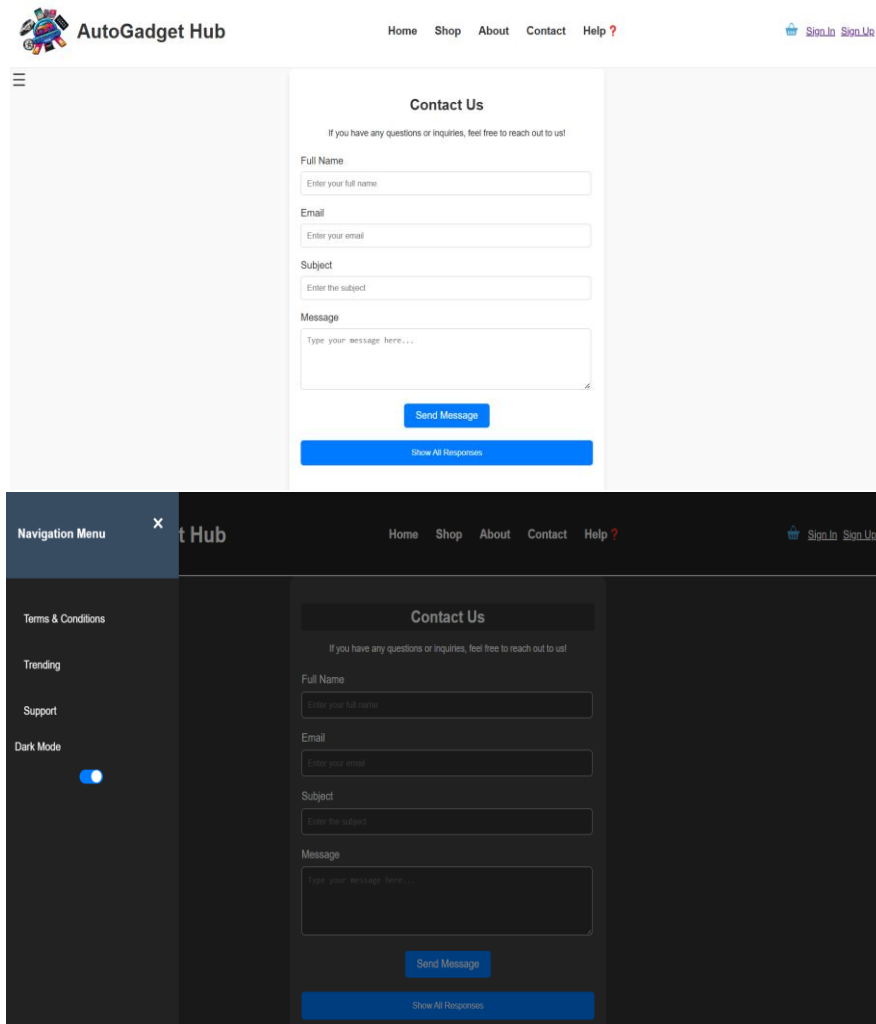 AutoGadget Hub
Home Shop About Contact Help❓
Sign In Sign Up
☰
Contact Us
If you have any questions or inquiries, feel free to reach out to us!
Full Name
Enter your full name
Email
Enter your email
Subject
Enter the subject
Message
Type your message here...
Send Message
Show All Responses
Navigation Menu ×
t Hub
Home Shop About Contact Help❓
Sign In Sign Up
Terms & Conditions
Trending
Support
Dark Mode
Contact Us
If you have any questions or inquiries, feel free to reach out to us!
Full Name
Enter your full name
Email
Enter your email
Subject
Enter the subject
Message
Type your message here...
Send Message
Show All Responses